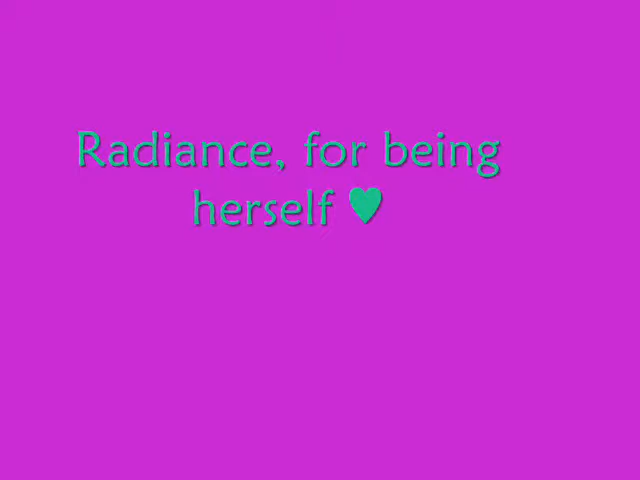 Radiance, for being
herself ♥